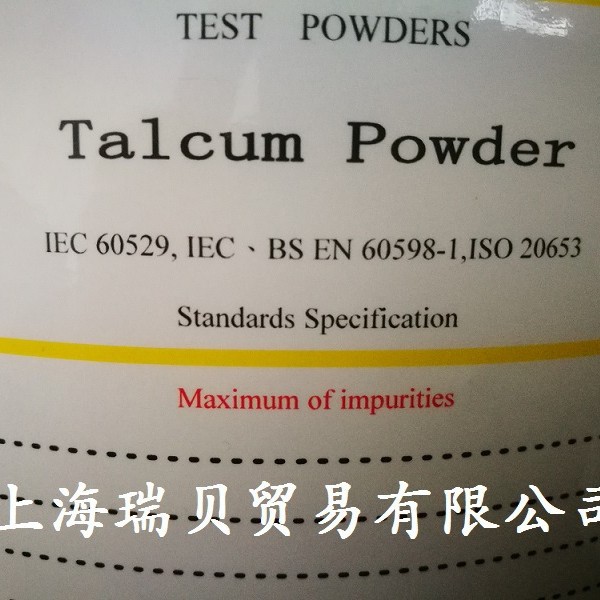 TEST POWDERS
Talcum Powder
IEC 60529, IEC、BS EN 60598-1,ISO 20653
Standards Specification
Maximum of impurities
上海瑞贝贸易有限公司